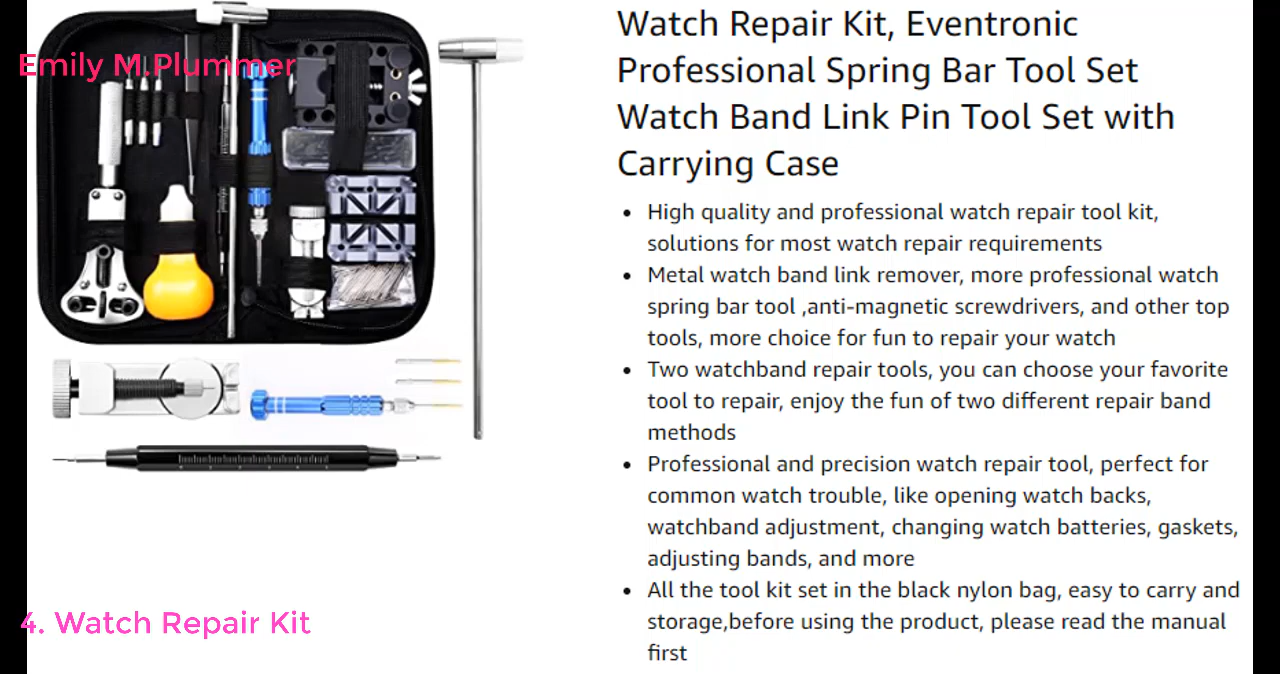 Emily M.Plummer
Watch Repair Kit, Eventronic
Professional Spring Bar Tool Set
Watch Band Link Pin Tool Set with
Carrying Case
• High quality and professional watch repair tool kit,
solutions for most watch repair requirements
• Metal watch band link remover, more professional watch
spring bar tool ,anti-magnetic screwdrivers, and other top
tools, more choice for fun to repair your watch
• Two watchband repair tools, you can choose your favorite
tool to repair, enjoy the fun of two different repair band
methods
• Professional and precision watch repair tool, perfect for
common watch trouble, like opening watch backs,
watchband adjustment, changing watch batteries, gaskets,
adjusting bands, and more
• All the tool kit set in the black nylon bag, easy to carry and
storage,before using the product, please read the manual
first
4. Watch Repair Kit